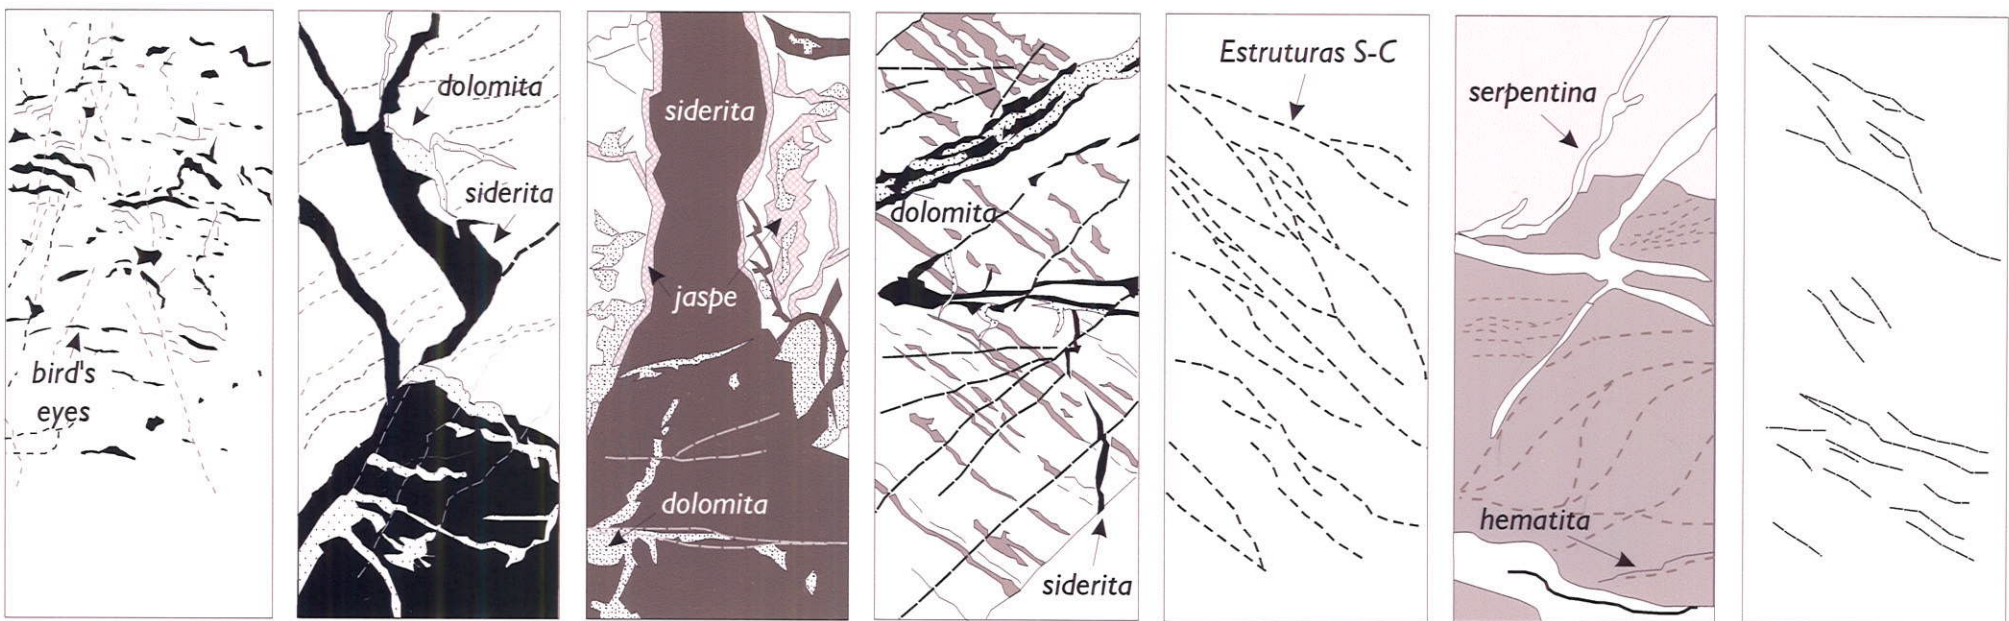 bird's
eyes
dolomita
siderita
siderita
jaspe
dolomita
dolomita
siderita
Estruturas S-C
serpentina
hematita